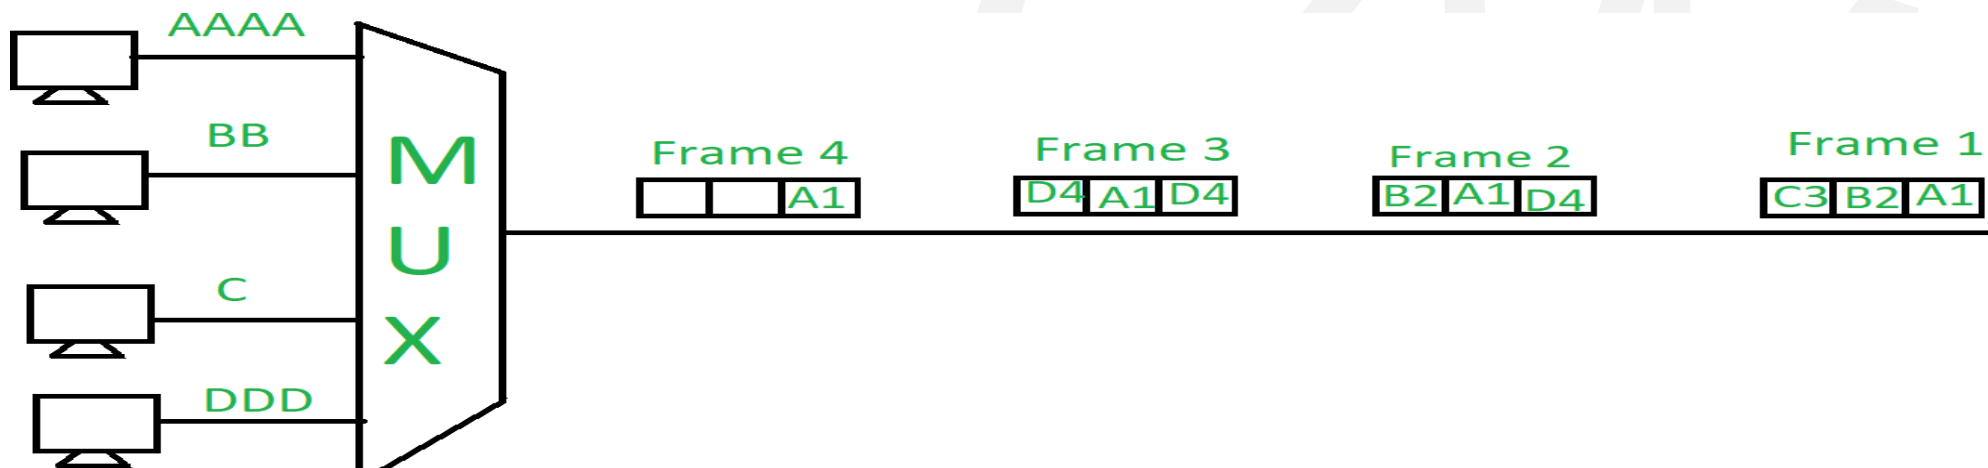 AAAA
BB
C
DDD
MUX
Frame 4
A1
Frame 3
D4 A1 D4
Frame 2
B2 A1 D4
Frame 1
C3 B2 A1